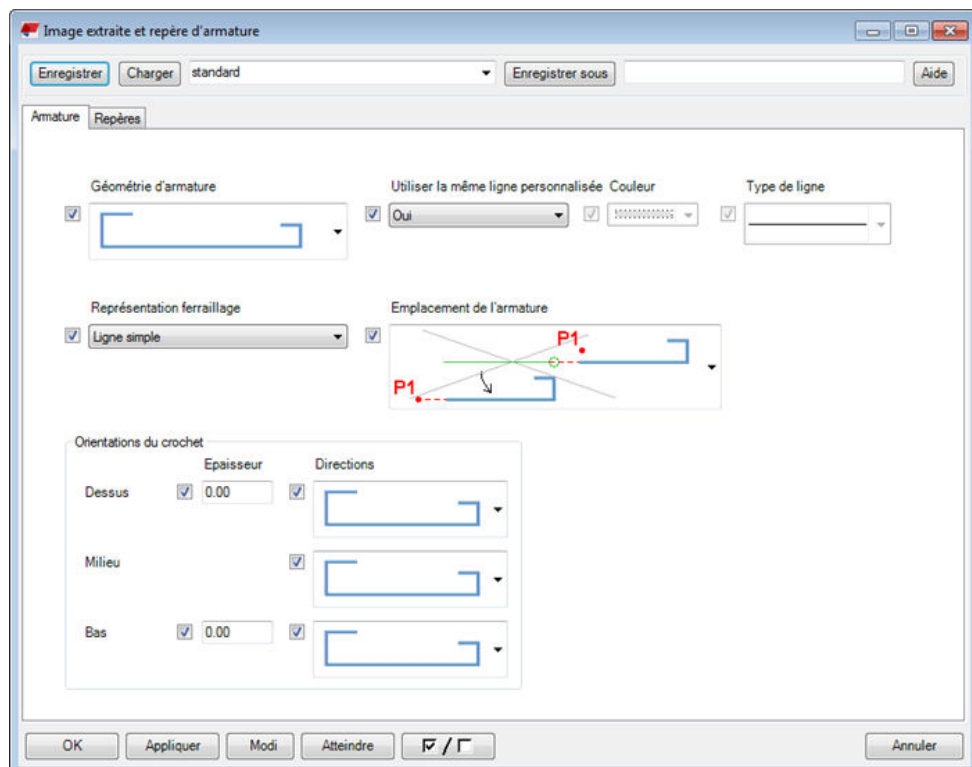 Image extraite et repère d'armature
Enregistrer Charger standard Enregistrer sous Aide
Armature Repères
Géométrie d'armature Utiliser la même ligne personnalisée Couleur Type de ligne
Oui
Représentation ferraillage Emplacement de l'armature
Ligne simple
P1
P1
Orientations du crochet
Epaisseur Directions
Dessus 0.00
Milieu
Bas 0.00
OK Appliquer Modi Atteindre / Annuler